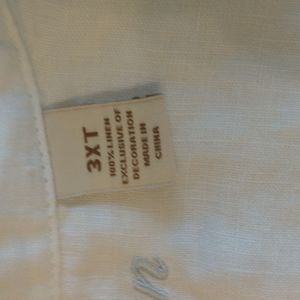 3XT
100% LINEN
EXCLUSIVE OF
DECORATION
MADE IN
CHINA